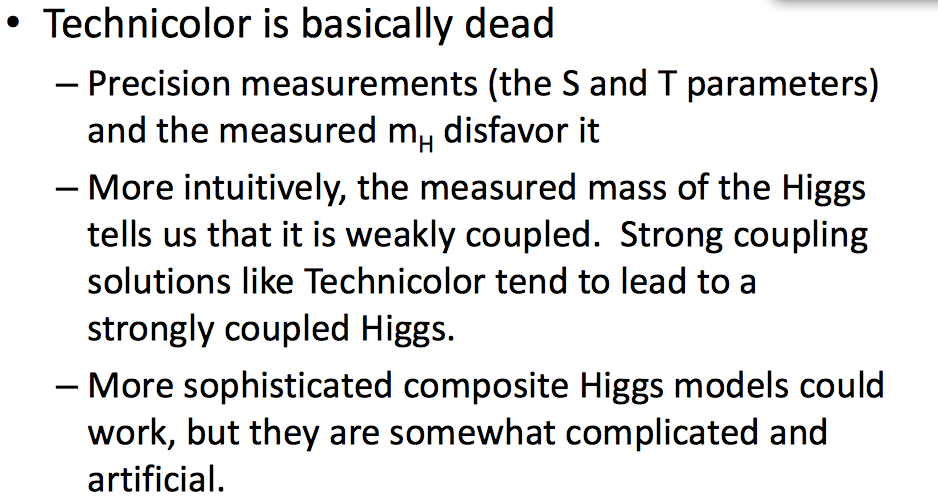 • Technicolor is basically dead
– Precision measurements (the S and T parameters)
and the measured mH disfavor it
– More intuitively, the measured mass of the Higgs
tells us that it is weakly coupled.  Strong coupling
solutions like Technicolor tend to lead to a
strongly coupled Higgs.
– More sophisticated composite Higgs models could
work, but they are somewhat complicated and
artificial.